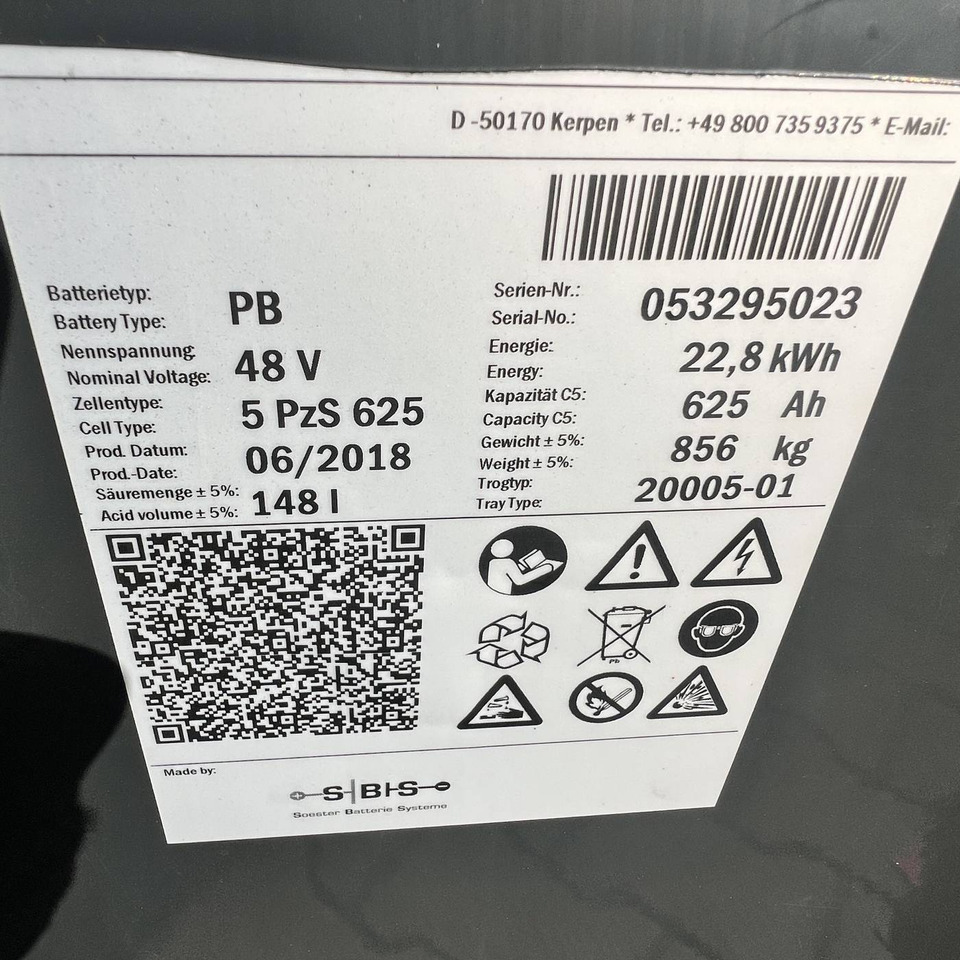 D -50170 Kerpen * Tel.: +49 800 735 9375 * E-Mail:
Batterietyp:
Battery Type: PB
Nennspannung:
Nominal Voltage: 48 V
Zellentype:
Cell Type: 5 PzS 625
Prod. Datum:
Prod.-Date: 06/2018
Säuremenge ± 5%:
Acid volume ± 5%: 148 l
Serien-Nr.:
Serial-No.: 053295023
Energie:
Energy: 22,8 kWh
Kapazität C5:
Capacity C5: 625 Ah
Gewicht ± 5%:
Weight ± 5%: 856 kg
Trogtyp:
Tray Type: 20005-01
Pb
Made by:
S B S
Soester Batterie Systeme